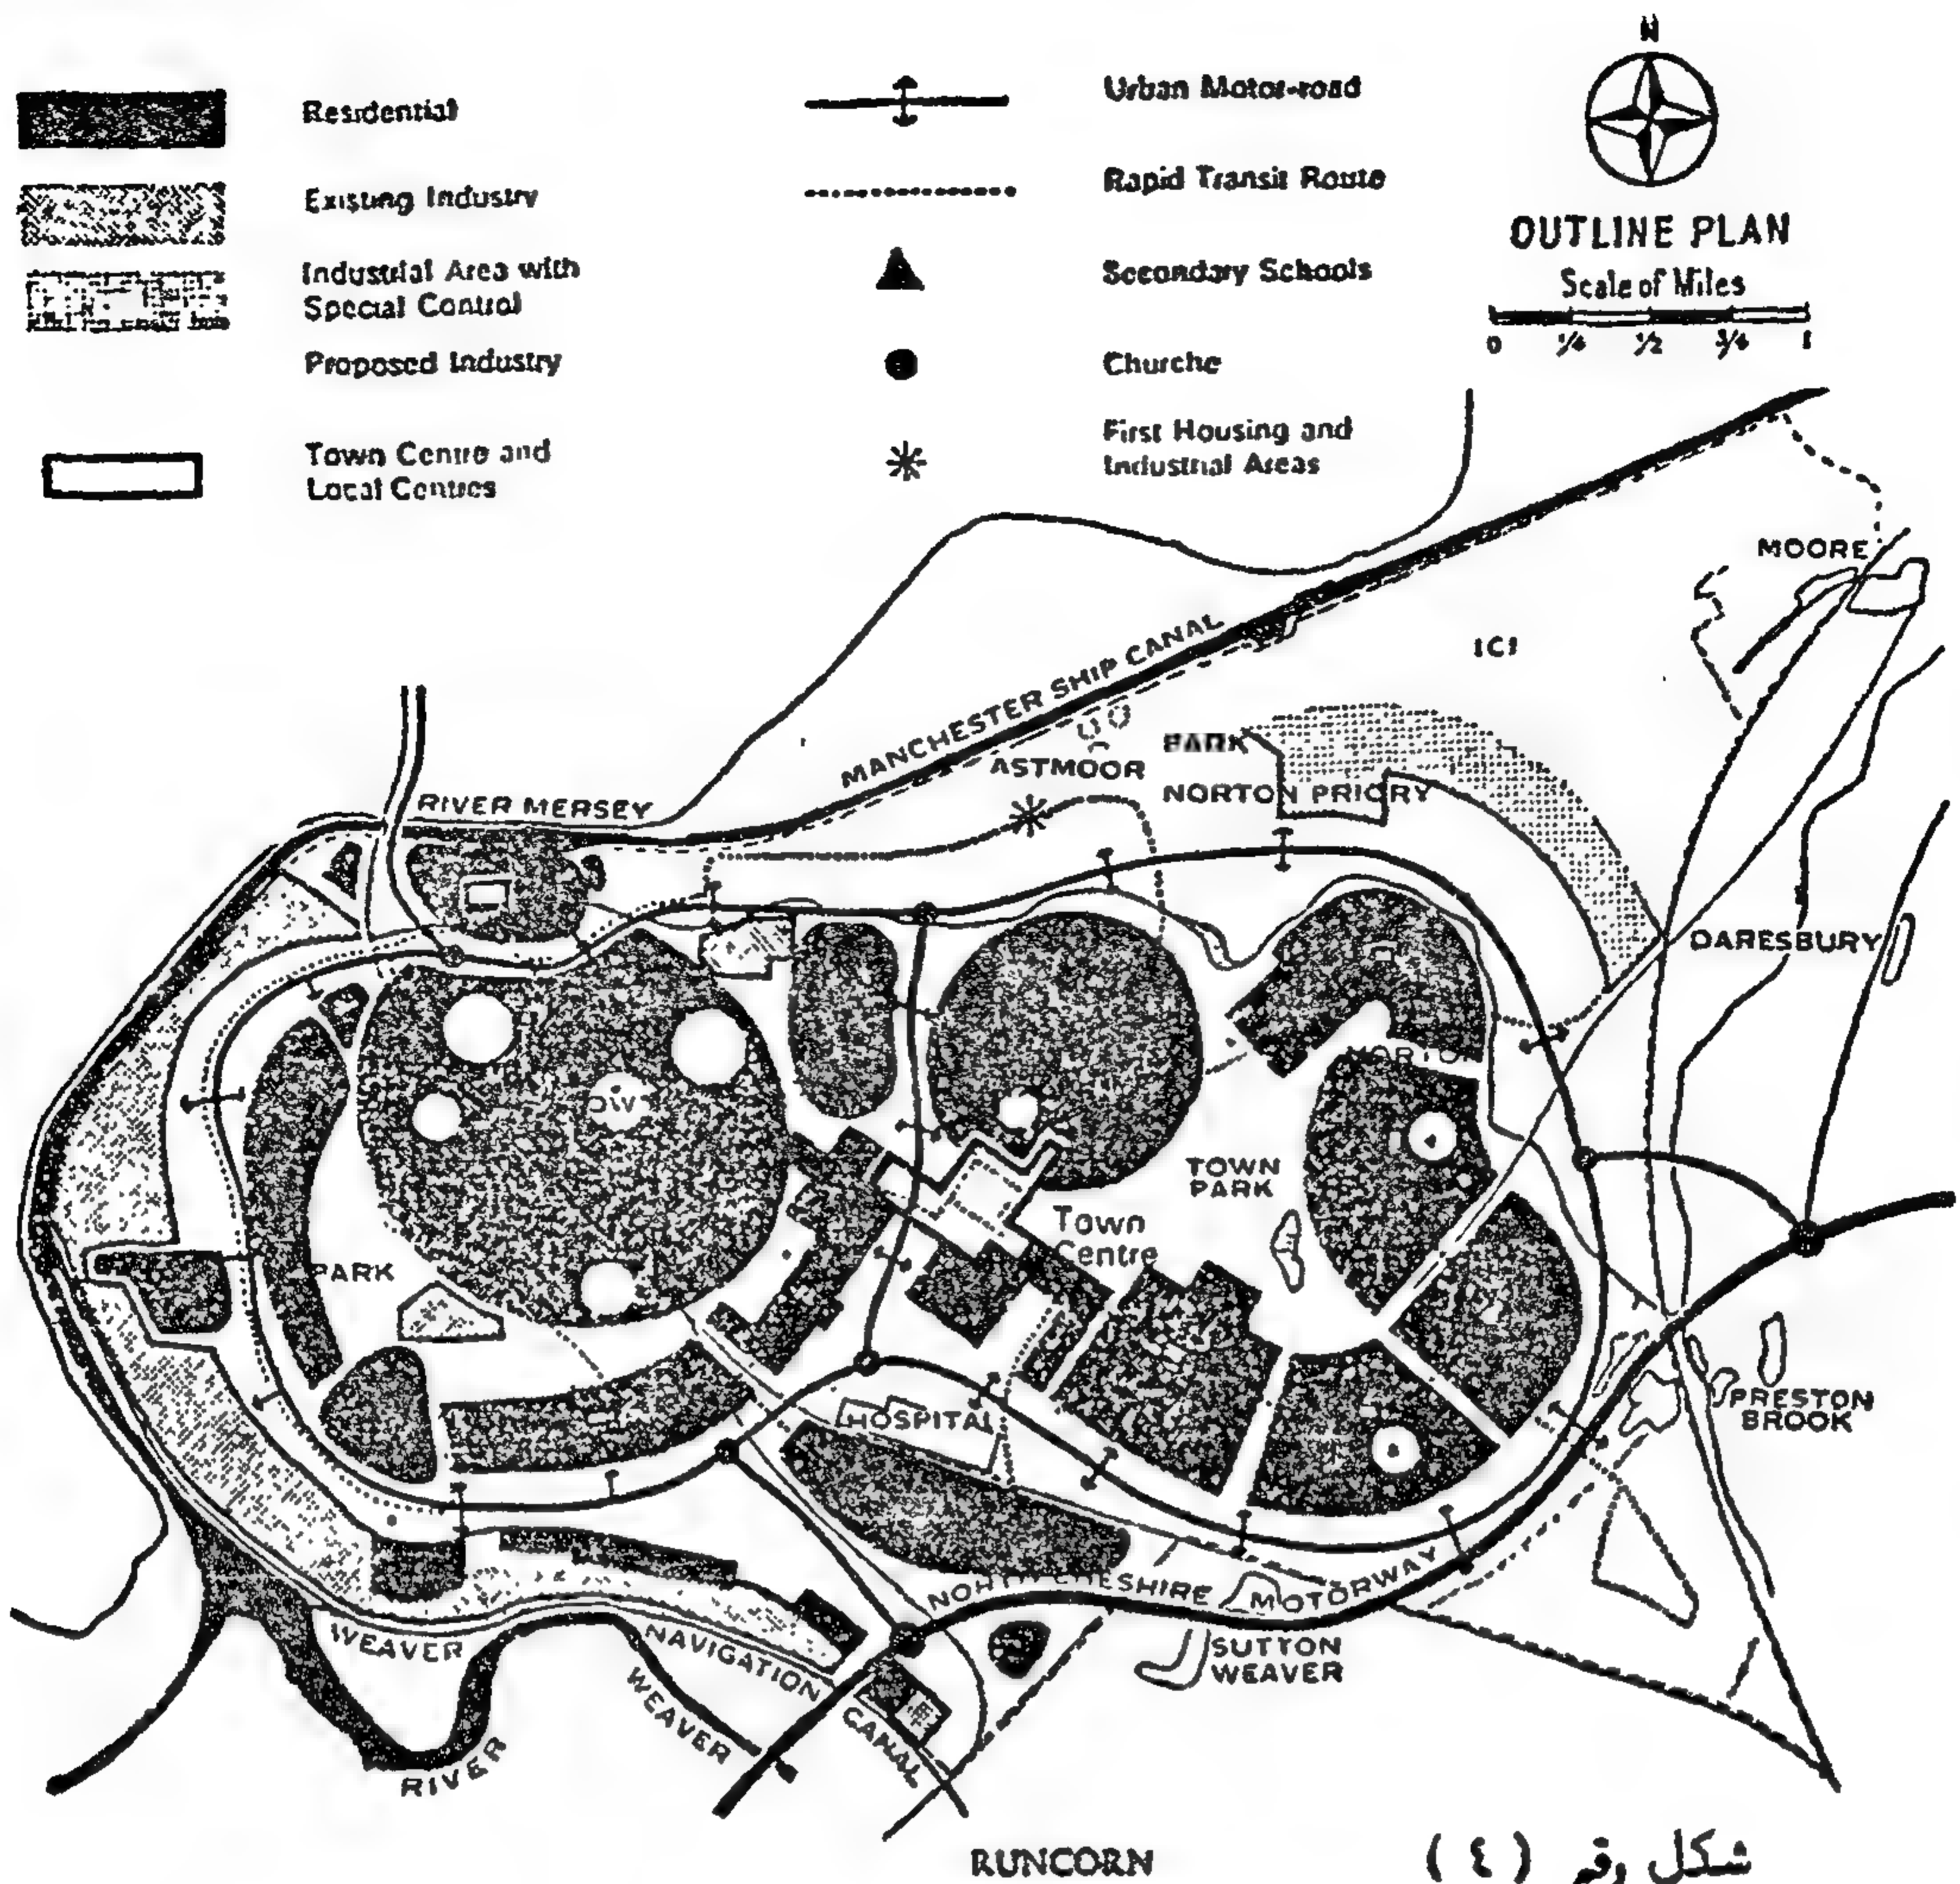 N
Residential
Existing Industry
Industrial Area with
Special Control
Proposed Industry
Town Centre and
Local Centres
Urban Motor-road
Rapid Transit Route
Secondary Schools
Churche
First Housing and
Industrial Areas
OUTLINE PLAN
Scale of Miles
0 1/4 1/2 3/4 1
MOORE
ICI
MANCHESTER SHIP CANAL
PARK
ASTMOOR
NORTON PRIORY
RIVER MERSEY
DARESBURY
NORTON
TOWN
PARK
Town
Centre
PARK
HOSPITAL
PRESTON
BROOK
NORTH CHESHIRE MOTORWAY
SUTTON
WEAVER
WEAVER NAVIGATION CANAL
RIVER WEAVER
RUNCORN
شكل رقم ( ٤ )